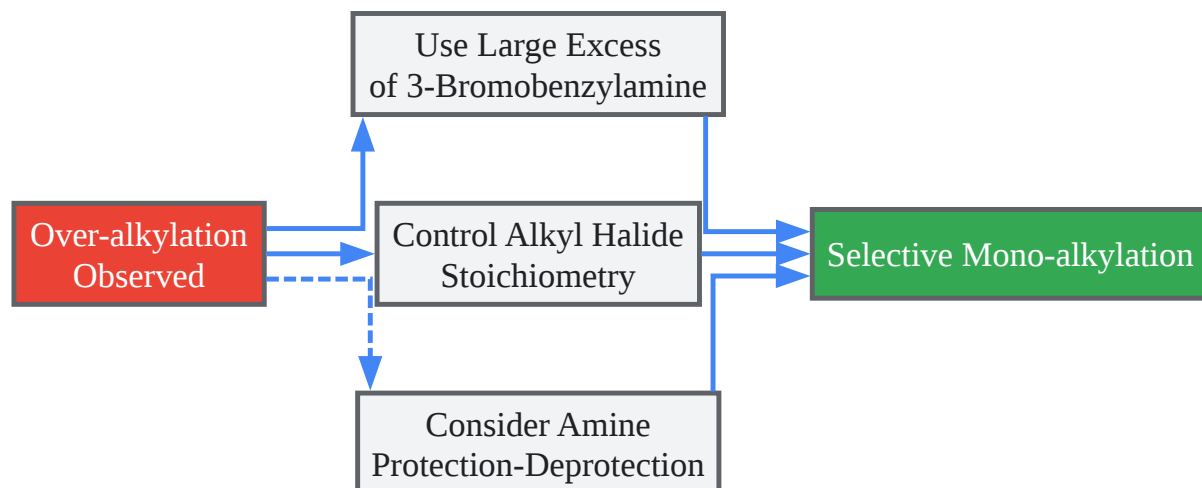 Use Large Excess
of 3-Bromobenzylamine
Over-alkylation
Observed
Control Alkyl Halide
Stoichiometry
Selective Mono-alkylation
Consider Amine
Protection-Deprotection